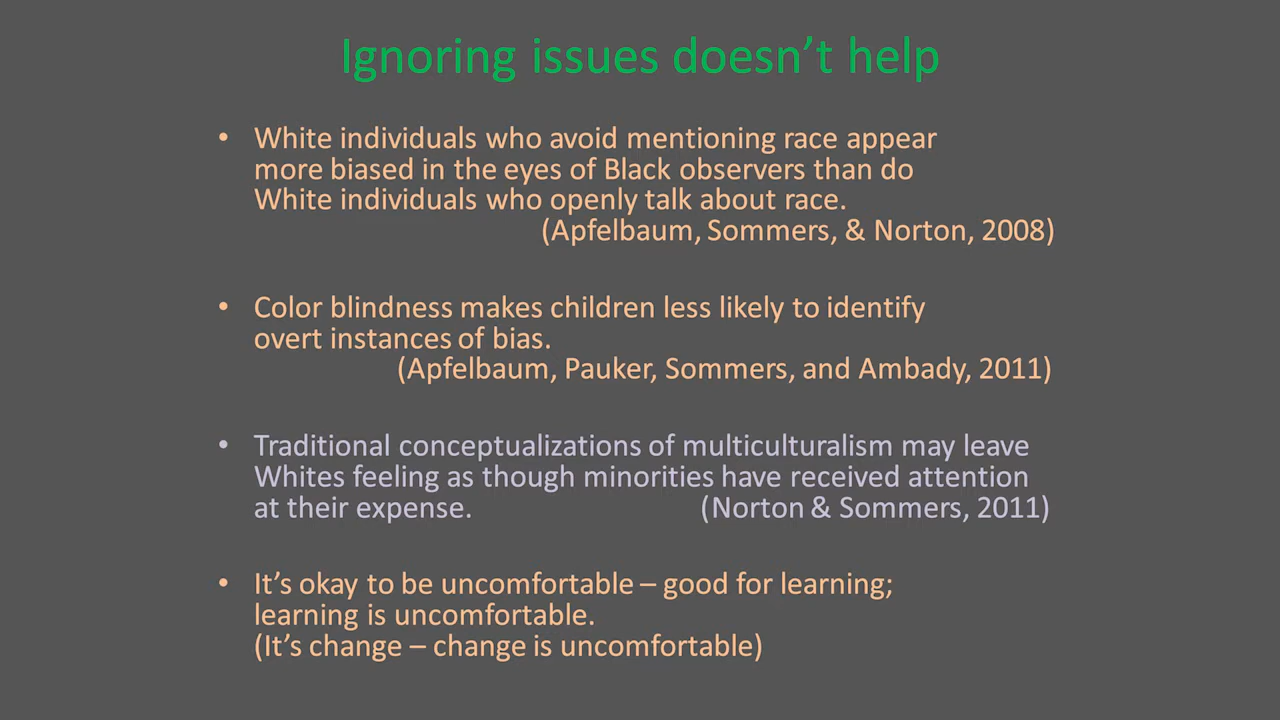 Ignoring issues doesn’t help
• White individuals who avoid mentioning race appear
more biased in the eyes of Black observers than do
White individuals who openly talk about race.
(Apfelbaum, Sommers, & Norton, 2008)
• Color blindness makes children less likely to identify
overt instances of bias.
(Apfelbaum, Pauker, Sommers, and Ambady, 2011)
• Traditional conceptualizations of multiculturalism may leave
Whites feeling as though minorities have received attention
at their expense. (Norton & Sommers, 2011)
• It’s okay to be uncomfortable – good for learning;
learning is uncomfortable.
(It’s change – change is uncomfortable)